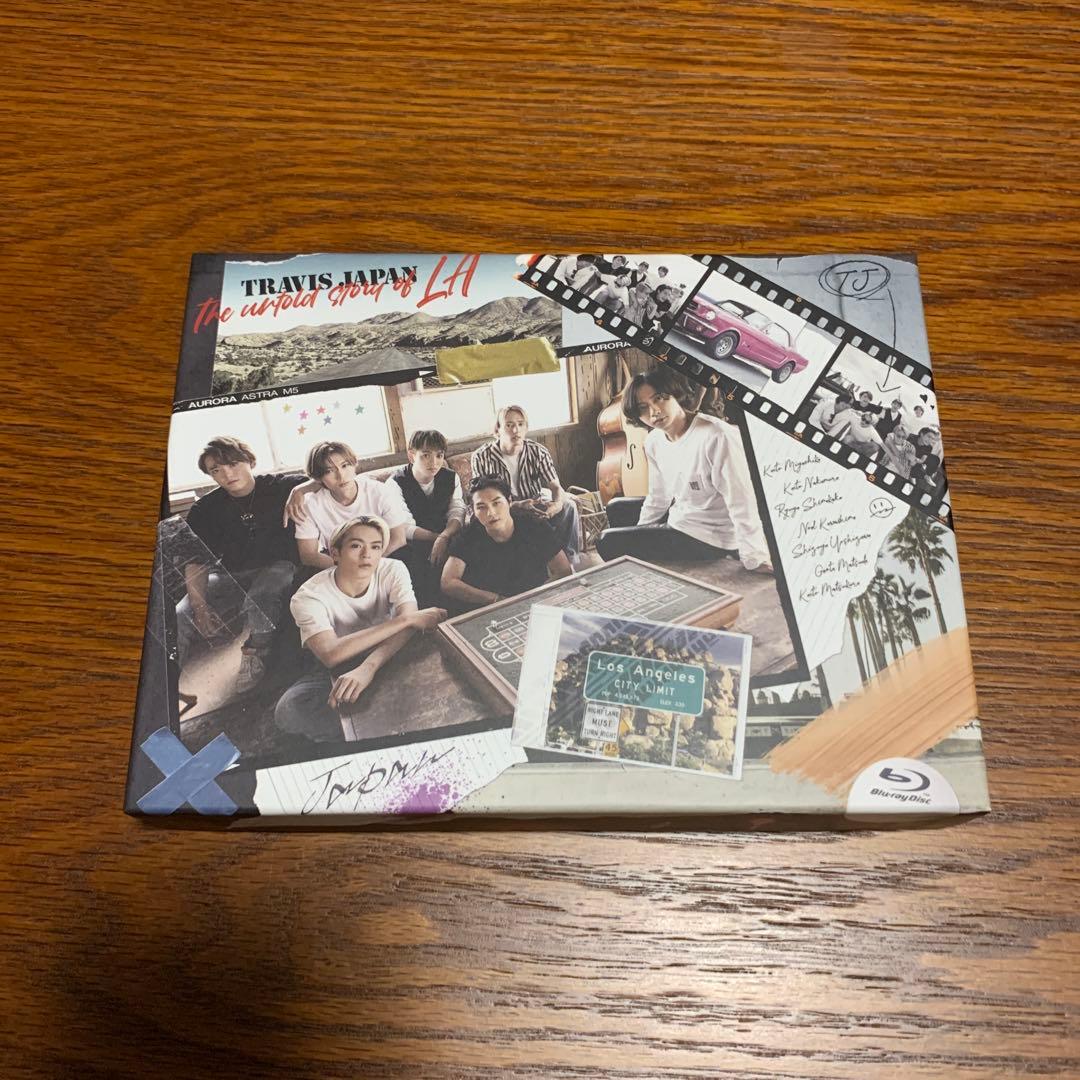 TRAVIS JAPAN
The untold story of LA
TJ
AURORA
AURORA ASTRA M5
Kaito Miyachika
Kaito Nakamura
Ryuya Shimekake
Noel Kawashima
Shizuya Yoshizawa
Genta Matsuda
Kaito Matsukura
Los Angeles
CITY LIMIT
RIGHT LANE
MUST
TURN RIGHT
45
Japan
Blu-ray Disc